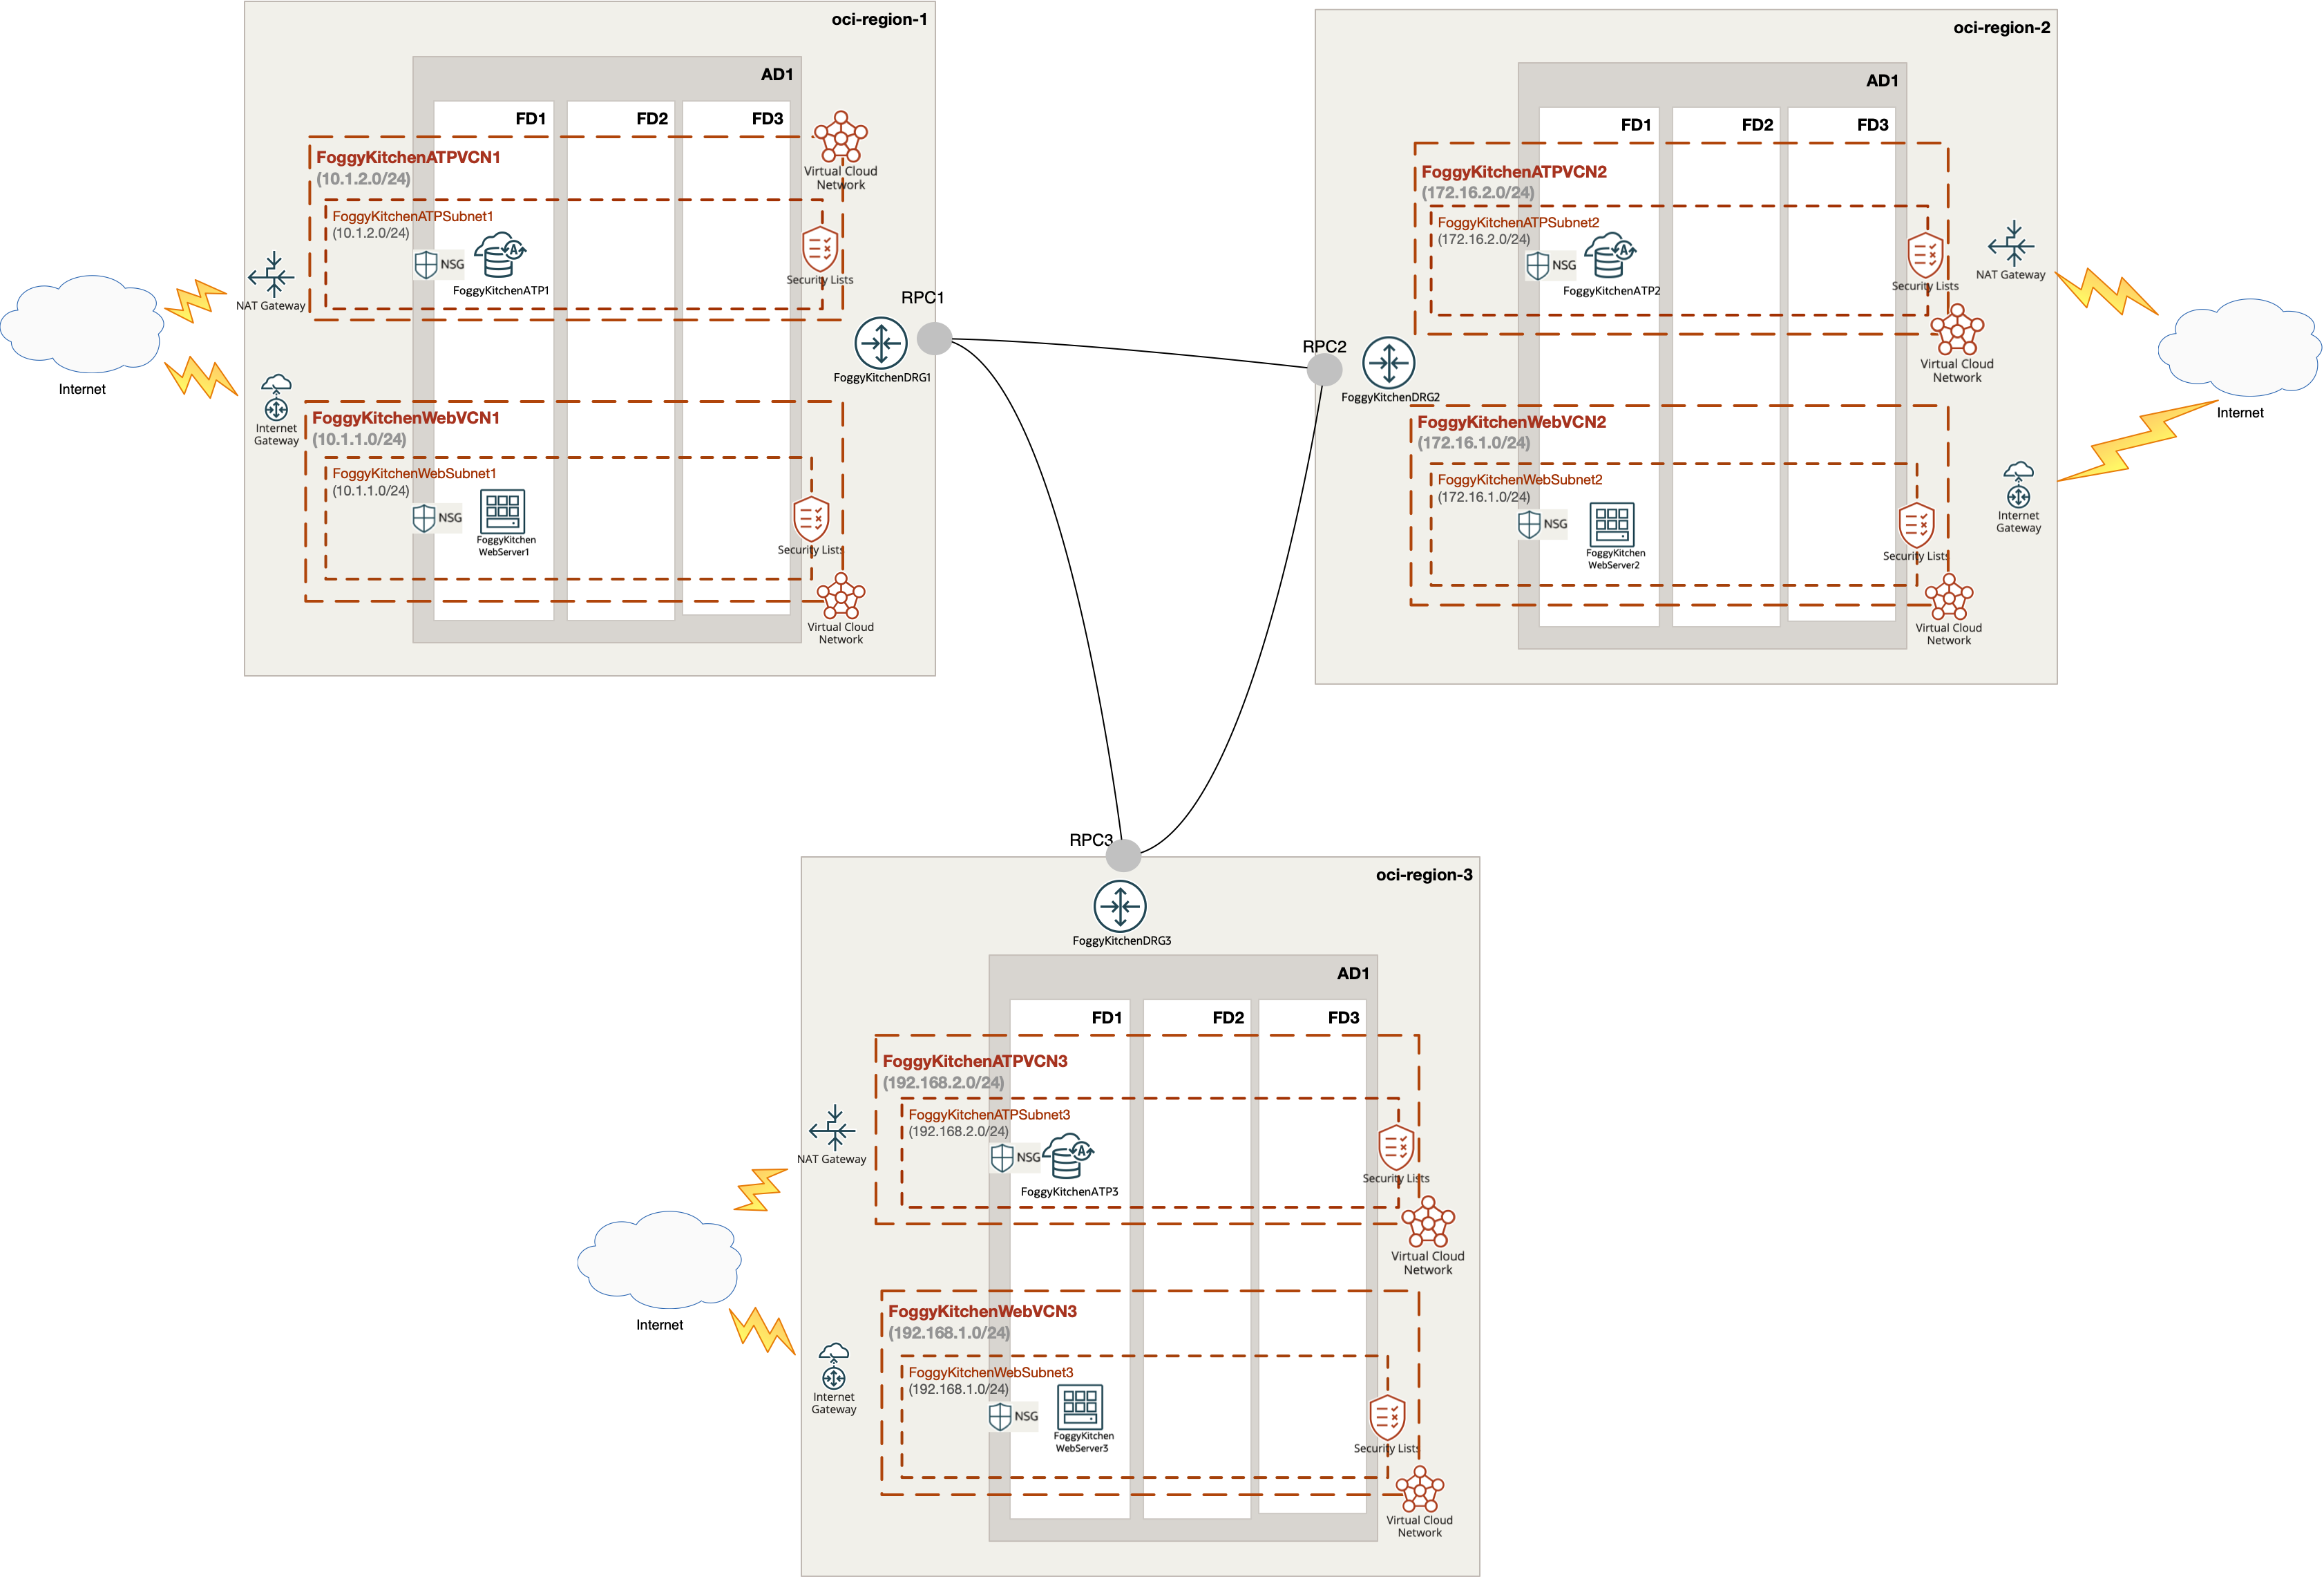 oci-region-1
AD1
FD1
FD2
FD3
FoggyKitchenATPVCN1
(10.1.2.0/24)
Virtual Cloud
Network
FoggyKitchenATPSubnet1
(10.1.2.0/24)
NSG
FoggyKitchenATP1
Security Lists
NAT Gateway
Internet
Internet
Gateway
RPC1
FoggyKitchenDRG1
FoggyKitchenWebVCN1
(10.1.1.0/24)
FoggyKitchenWebSubnet1
(10.1.1.0/24)
NSG
FoggyKitchen
WebServer1
Security Lists
Virtual Cloud
Network
oci-region-2
AD1
FD1
FD2
FD3
FoggyKitchenATPVCN2
(172.16.2.0/24)
FoggyKitchenATPSubnet2
(172.16.2.0/24)
NSG
FoggyKitchenATP2
Security Lists
NAT Gateway
Virtual Cloud
Network
RPC2
FoggyKitchenDRG2
Internet
FoggyKitchenWebVCN2
(172.16.1.0/24)
FoggyKitchenWebSubnet2
(172.16.1.0/24)
NSG
FoggyKitchen
WebServer2
Security Lists
Internet
Gateway
Virtual Cloud
Network
RPC3
oci-region-3
FoggyKitchenDRG3
AD1
FD1
FD2
FD3
FoggyKitchenATPVCN3
(192.168.2.0/24)
FoggyKitchenATPSubnet3
(192.168.2.0/24)
NSG
FoggyKitchenATP3
Security Lists
NAT Gateway
Virtual Cloud
Network
Internet
FoggyKitchenWebVCN3
(192.168.1.0/24)
FoggyKitchenWebSubnet3
(192.168.1.0/24)
NSG
FoggyKitchen
WebServer3
Security Lists
Internet
Gateway
Virtual Cloud
Network